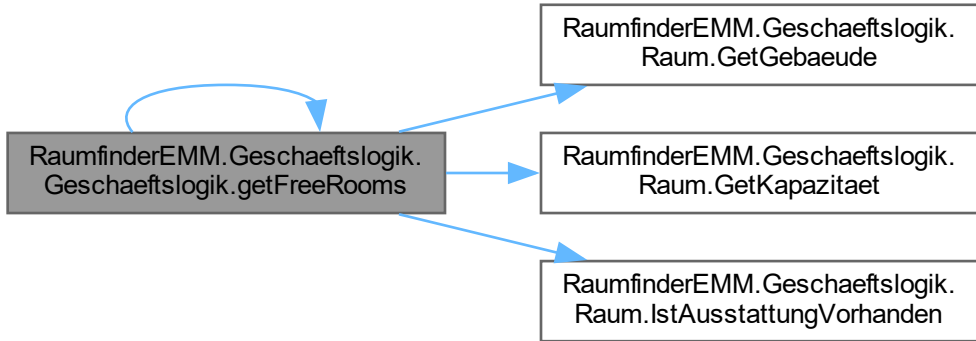 RaumfinderEMM.Geschaeftslogik.
Raum.GetGebaeude
RaumfinderEMM.Geschaeftslogik.
Geschaeftslogik.getFreeRooms
RaumfinderEMM.Geschaeftslogik.
Raum.GetKapazitaet
RaumfinderEMM.Geschaeftslogik.
Raum.IstAusstattungVorhanden